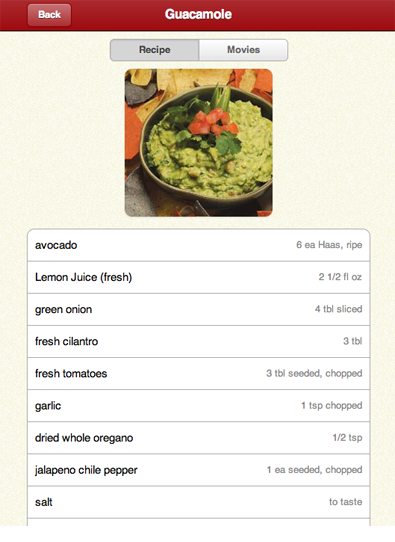 Back Guacamole
Recipe Movies
avocado 6 ea Haas, ripe
Lemon Juice (fresh) 2 1/2 fl oz
green onion 4 tbl sliced
fresh cilantro 3 tbl
fresh tomatoes 3 tbl seeded, chopped
garlic 1 tsp chopped
dried whole oregano 1/2 tsp
jalapeno chile pepper 1 ea seeded, chopped
salt to taste